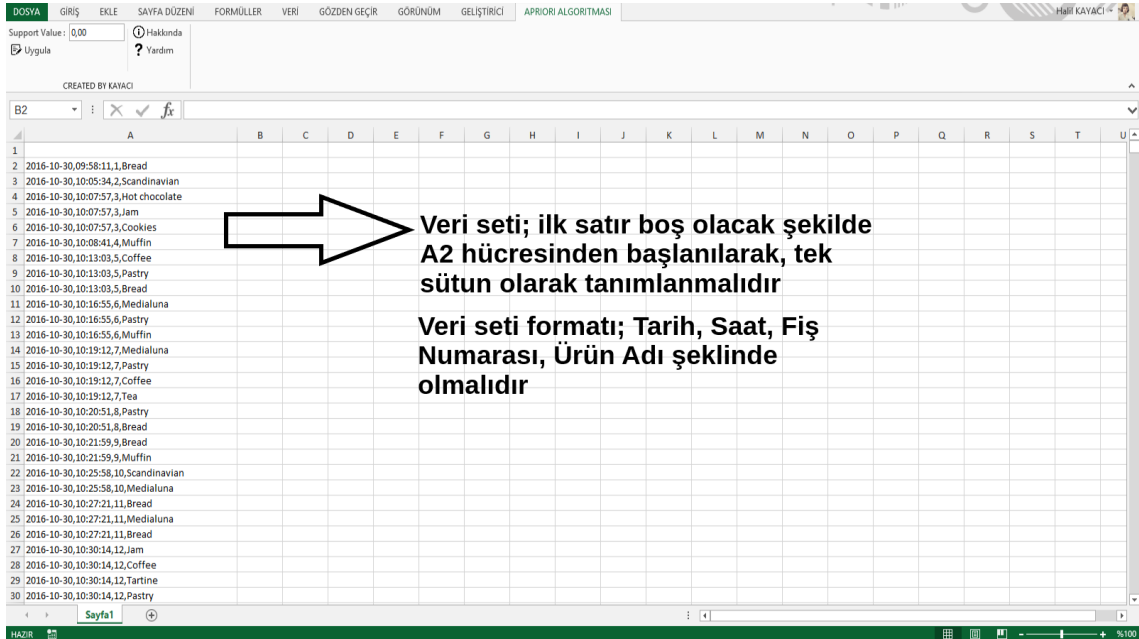 DOSYA GİRİŞ EKLE SAYFA DÜZENİ FORMÜLLER VERİ GÖZDEN GEÇİR GÖRÜNÜM GELİŞTİRİCİ APRIORI ALGORITMASI Halil KAYACI
Support Value: 0,00 Hakkında
Uygula ? Yardım
CREATED BY KAYACI
B2 fx
A B C D E F G H I J K L M N O P Q R S T U
1
2 2016-10-30,09:58:11,1,Bread
3 2016-10-30,10:05:34,2,Scandinavian
4 2016-10-30,10:07:57,3,Hot chocolate
5 2016-10-30,10:07:57,3,Jam
6 2016-10-30,10:07:57,3,Cookies
7 2016-10-30,10:08:41,4,Muffin
8 2016-10-30,10:13:03,5,Coffee
9 2016-10-30,10:13:03,5,Pastry
10 2016-10-30,10:13:03,5,Bread
11 2016-10-30,10:16:55,6,Medialuna
12 2016-10-30,10:16:55,6,Pastry
13 2016-10-30,10:16:55,6,Muffin
14 2016-10-30,10:19:12,7,Medialuna
15 2016-10-30,10:19:12,7,Pastry
16 2016-10-30,10:19:12,7,Coffee
17 2016-10-30,10:19:12,7,Tea
18 2016-10-30,10:20:51,8,Pastry
19 2016-10-30,10:20:51,8,Bread
20 2016-10-30,10:21:59,9,Bread
21 2016-10-30,10:21:59,9,Muffin
22 2016-10-30,10:25:58,10,Scandinavian
23 2016-10-30,10:25:58,10,Medialuna
24 2016-10-30,10:27:21,11,Bread
25 2016-10-30,10:27:21,11,Medialuna
26 2016-10-30,10:27:21,11,Bread
27 2016-10-30,10:30:14,12,Jam
28 2016-10-30,10:30:14,12,Coffee
29 2016-10-30,10:30:14,12,Tartine
30 2016-10-30,10:30:14,12,Pastry
Veri seti; ilk satır boş olacak şekilde
A2 hücresinden başlanılarak, tek
sütun olarak tanımlanmalıdır
Veri seti formatı; Tarih, Saat, Fiş
Numarası, Ürün Adı şeklinde
olmalıdır
Sayfa1
HAZIR %100